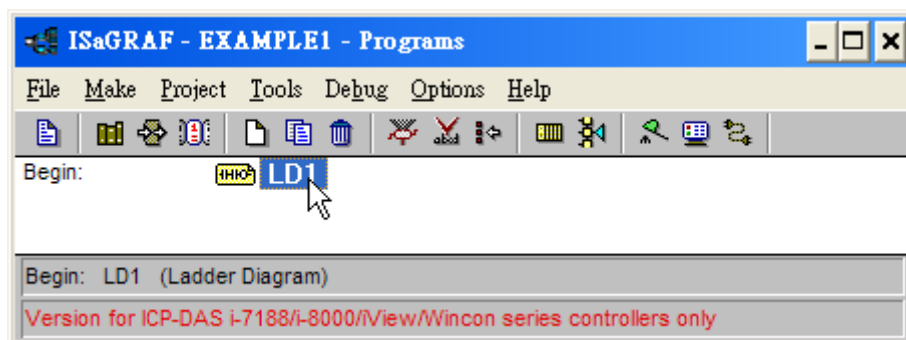 ISaGRAF - EXAMPLE1 - Programs
File Make Project Tools Debug Options Help
Begin: LD1
Begin: LD1 (Ladder Diagram)
Version for ICP-DAS i-7188/i-8000/iView/Wincon series controllers only